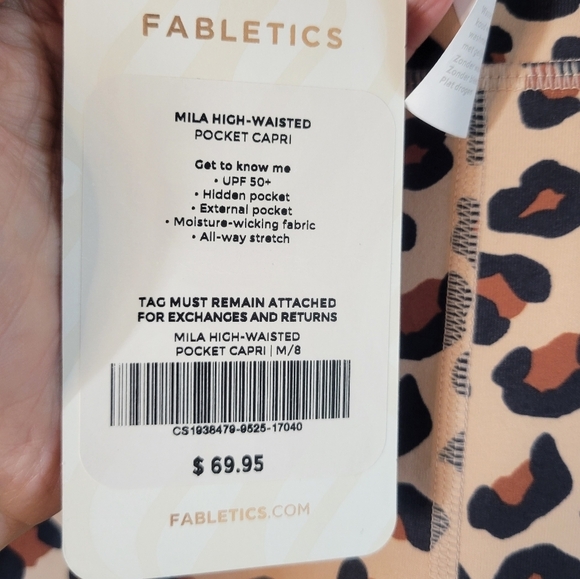 FABLETICS
MILA HIGH-WAISTED
POCKET CAPRI
Get to know me
• UPF 50+
• Hidden pocket
• External pocket
• Moisture-wicking fabric
• All-way stretch
TAG MUST REMAIN ATTACHED
FOR EXCHANGES AND RETURNS
MILA HIGH-WAISTED
POCKET CAPRI | M/8
CS1938479-9525-17040
$ 69.95
FABLETICS.COM